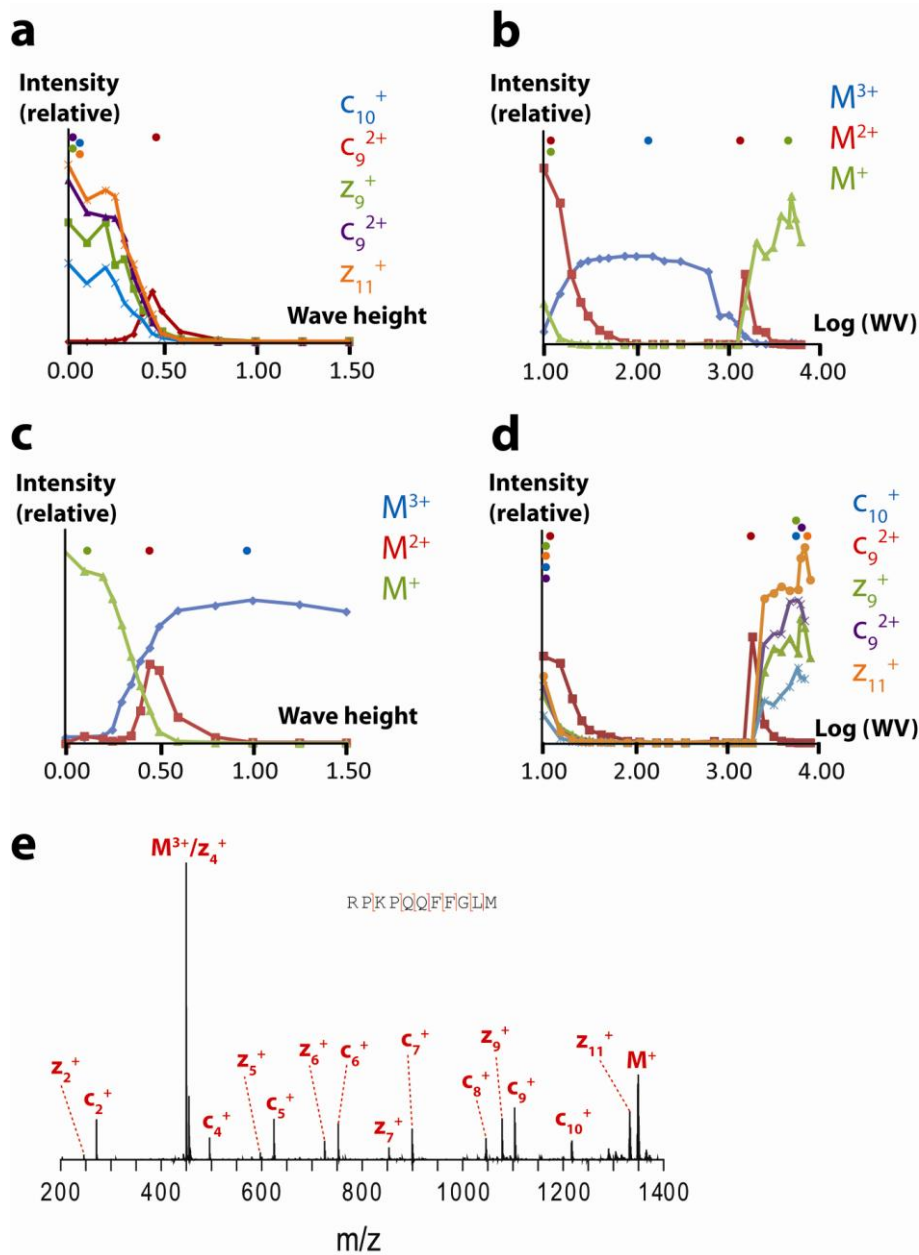 a
Intensity
(relative)
c10+
c92+
z9+
c92+
z11+
Wave height
0.00 0.50 1.00 1.50
b
Intensity
(relative)
M3+
M2+
M+
Log (WV)
1.00 2.00 3.00 4.00
c
Intensity
(relative)
M3+
M2+
M+
Wave height
0.00 0.50 1.00 1.50
d
Intensity
(relative)
c10+
c92+
z9+
c92+
z11+
Log (WV)
1.00 2.00 3.00 4.00
e
M3+/z4+
RPKPQQFFGLM
z2+
c2+
c4+
z5+
c5+
z6+
c6+
z7+
c7+
c8+
z9+
c9+
c10+
z11+
M+
200 400 600 800 1000 1200 1400
m/z